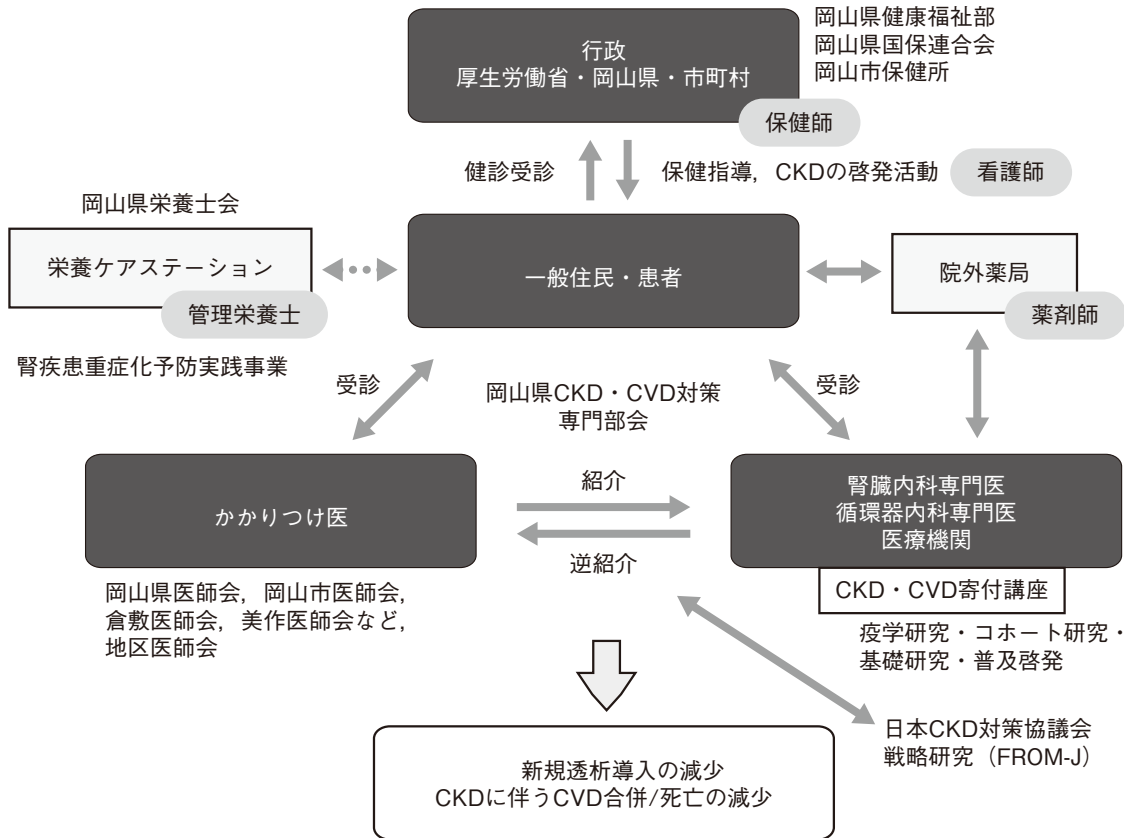 行政
厚生労働省・岡山県・市町村
岡山県健康福祉部
岡山県国保連合会
岡山市保健所
保健師
健診受診
保健指導，CKDの啓発活動
看護師
岡山県栄養士会
栄養ケアステーション
管理栄養士
一般住民・患者
院外薬局
薬剤師
腎疾患重症化予防実践事業
受診
岡山県CKD・CVD対策
専門部会
受診
かかりつけ医
紹介
逆紹介
腎臓内科専門医
循環器内科専門医
医療機関
CKD・CVD寄付講座
岡山県医師会，岡山市医師会，
倉敷医師会，美作医師会など，
地区医師会
疫学研究・コホート研究・
基礎研究・普及啓発
日本CKD対策協議会
戦略研究（FROM-J）
新規透析導入の減少
CKDに伴うCVD合併/死亡の減少